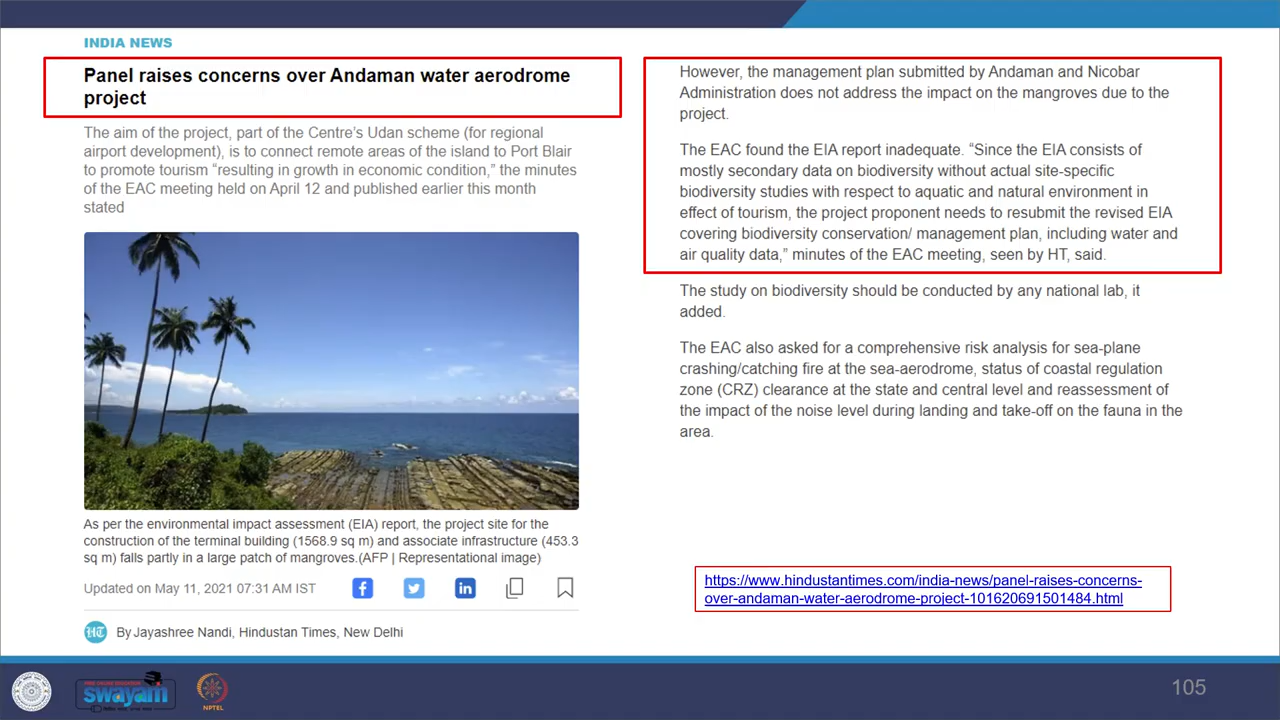 INDIA NEWS
Panel raises concerns over Andaman water aerodrome
project
The aim of the project, part of the Centre's Udan scheme (for regional
airport development), is to connect remote areas of the island to Port Blair
to promote tourism “resulting in growth in economic condition,” the minutes
of the EAC meeting held on April 12 and published earlier this month
stated
As per the environmental impact assessment (EIA) report, the project site for the
construction of the terminal building (1568.9 sq m) and associate infrastructure (453.3
sq m) falls partly in a large patch of mangroves.(AFP | Representational image)
Updated on May 11, 2021 07:31 AM IST
HT
By Jayashree Nandi, Hindustan Times, New Delhi
However, the management plan submitted by Andaman and Nicobar
Administration does not address the impact on the mangroves due to the
project.
The EAC found the EIA report inadequate. “Since the EIA consists of
mostly secondary data on biodiversity without actual site-specific
biodiversity studies with respect to aquatic and natural environment in
effect of tourism, the project proponent needs to resubmit the revised EIA
covering biodiversity conservation/ management plan, including water and
air quality data,” minutes of the EAC meeting, seen by HT, said.
The study on biodiversity should be conducted by any national lab, it
added.
The EAC also asked for a comprehensive risk analysis for sea-plane
crashing/catching fire at the sea-aerodrome, status of coastal regulation
zone (CRZ) clearance at the state and central level and reassessment of
the impact of the noise level during landing and take-off on the fauna in the
area.
https://www.hindustantimes.com/india-news/panel-raises-concerns-
over-andaman-water-aerodrome-project-101620691501484.html
swayam
NPTEL
105